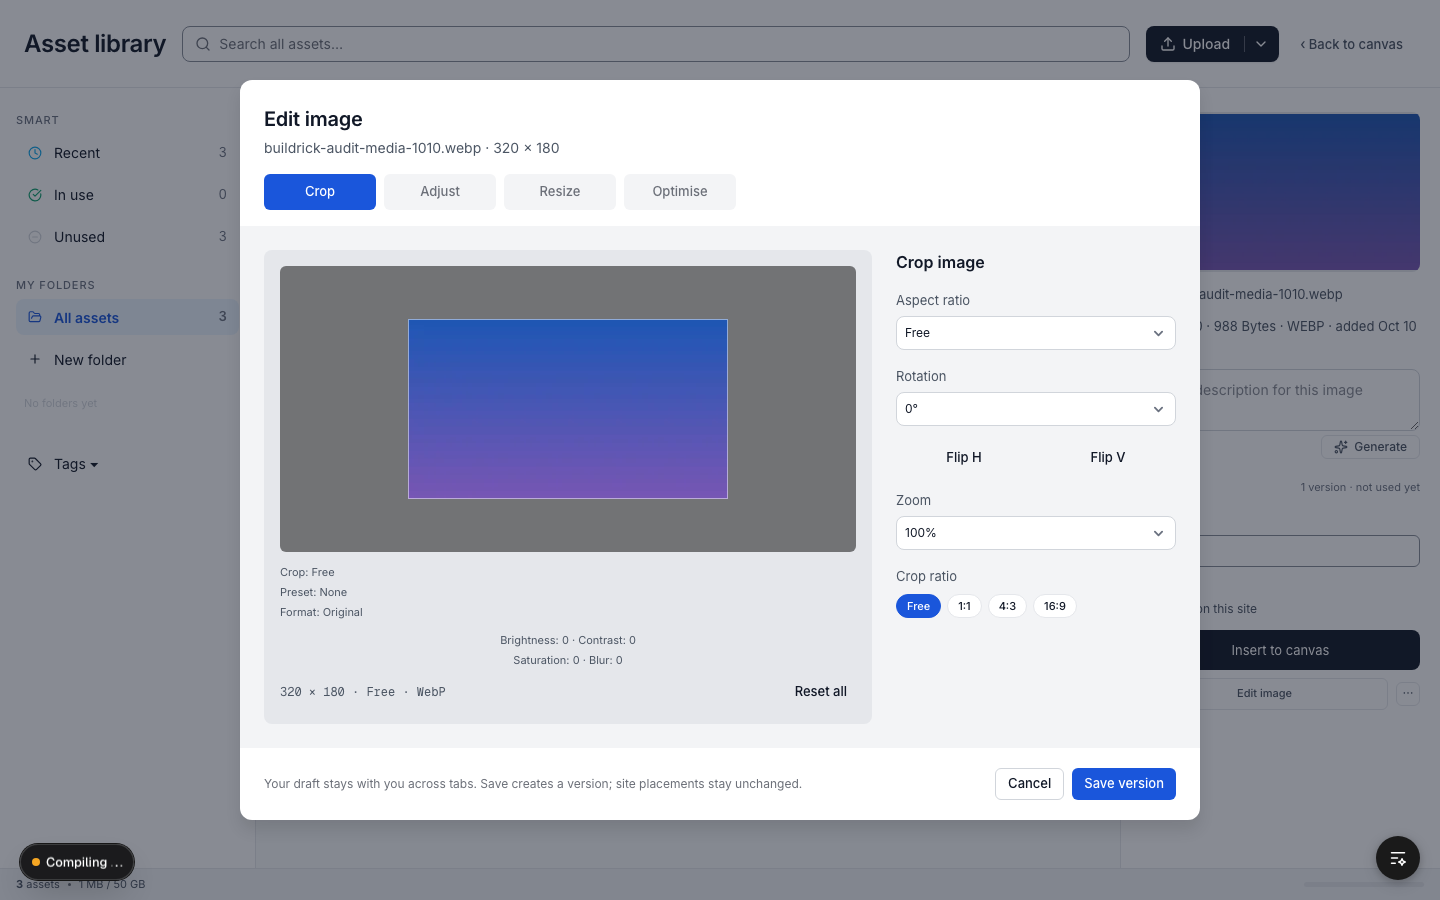 Asset library
Search all assets...
Upload
‹ Back to canvas
SMART
Recent 3
In use 0
Unused 3
MY FOLDERS
All assets 3
New folder
No folders yet
Tags
Edit image
buildrick-audit-media-1010.webp · 320 × 180
Crop
Adjust
Resize
Optimise
Crop: Free
Preset: None
Format: Original
Brightness: 0 · Contrast: 0
Saturation: 0 · Blur: 0
320 × 180 · Free · WebP
Reset all
Crop image
Aspect ratio
Free
Rotation
0°
Flip H
Flip V
Zoom
100%
Crop ratio
Free
1:1
4:3
16:9
Your draft stays with you across tabs. Save creates a version; site placements stay unchanged.
Cancel
Save version
audit-media-1010.webp
· 988 Bytes · WEBP · added Oct 10
description for this image
Generate
1 version · not used yet
on this site
Insert to canvas
Edit image
...
Compiling ...
3 assets • 1 MB / 50 GB